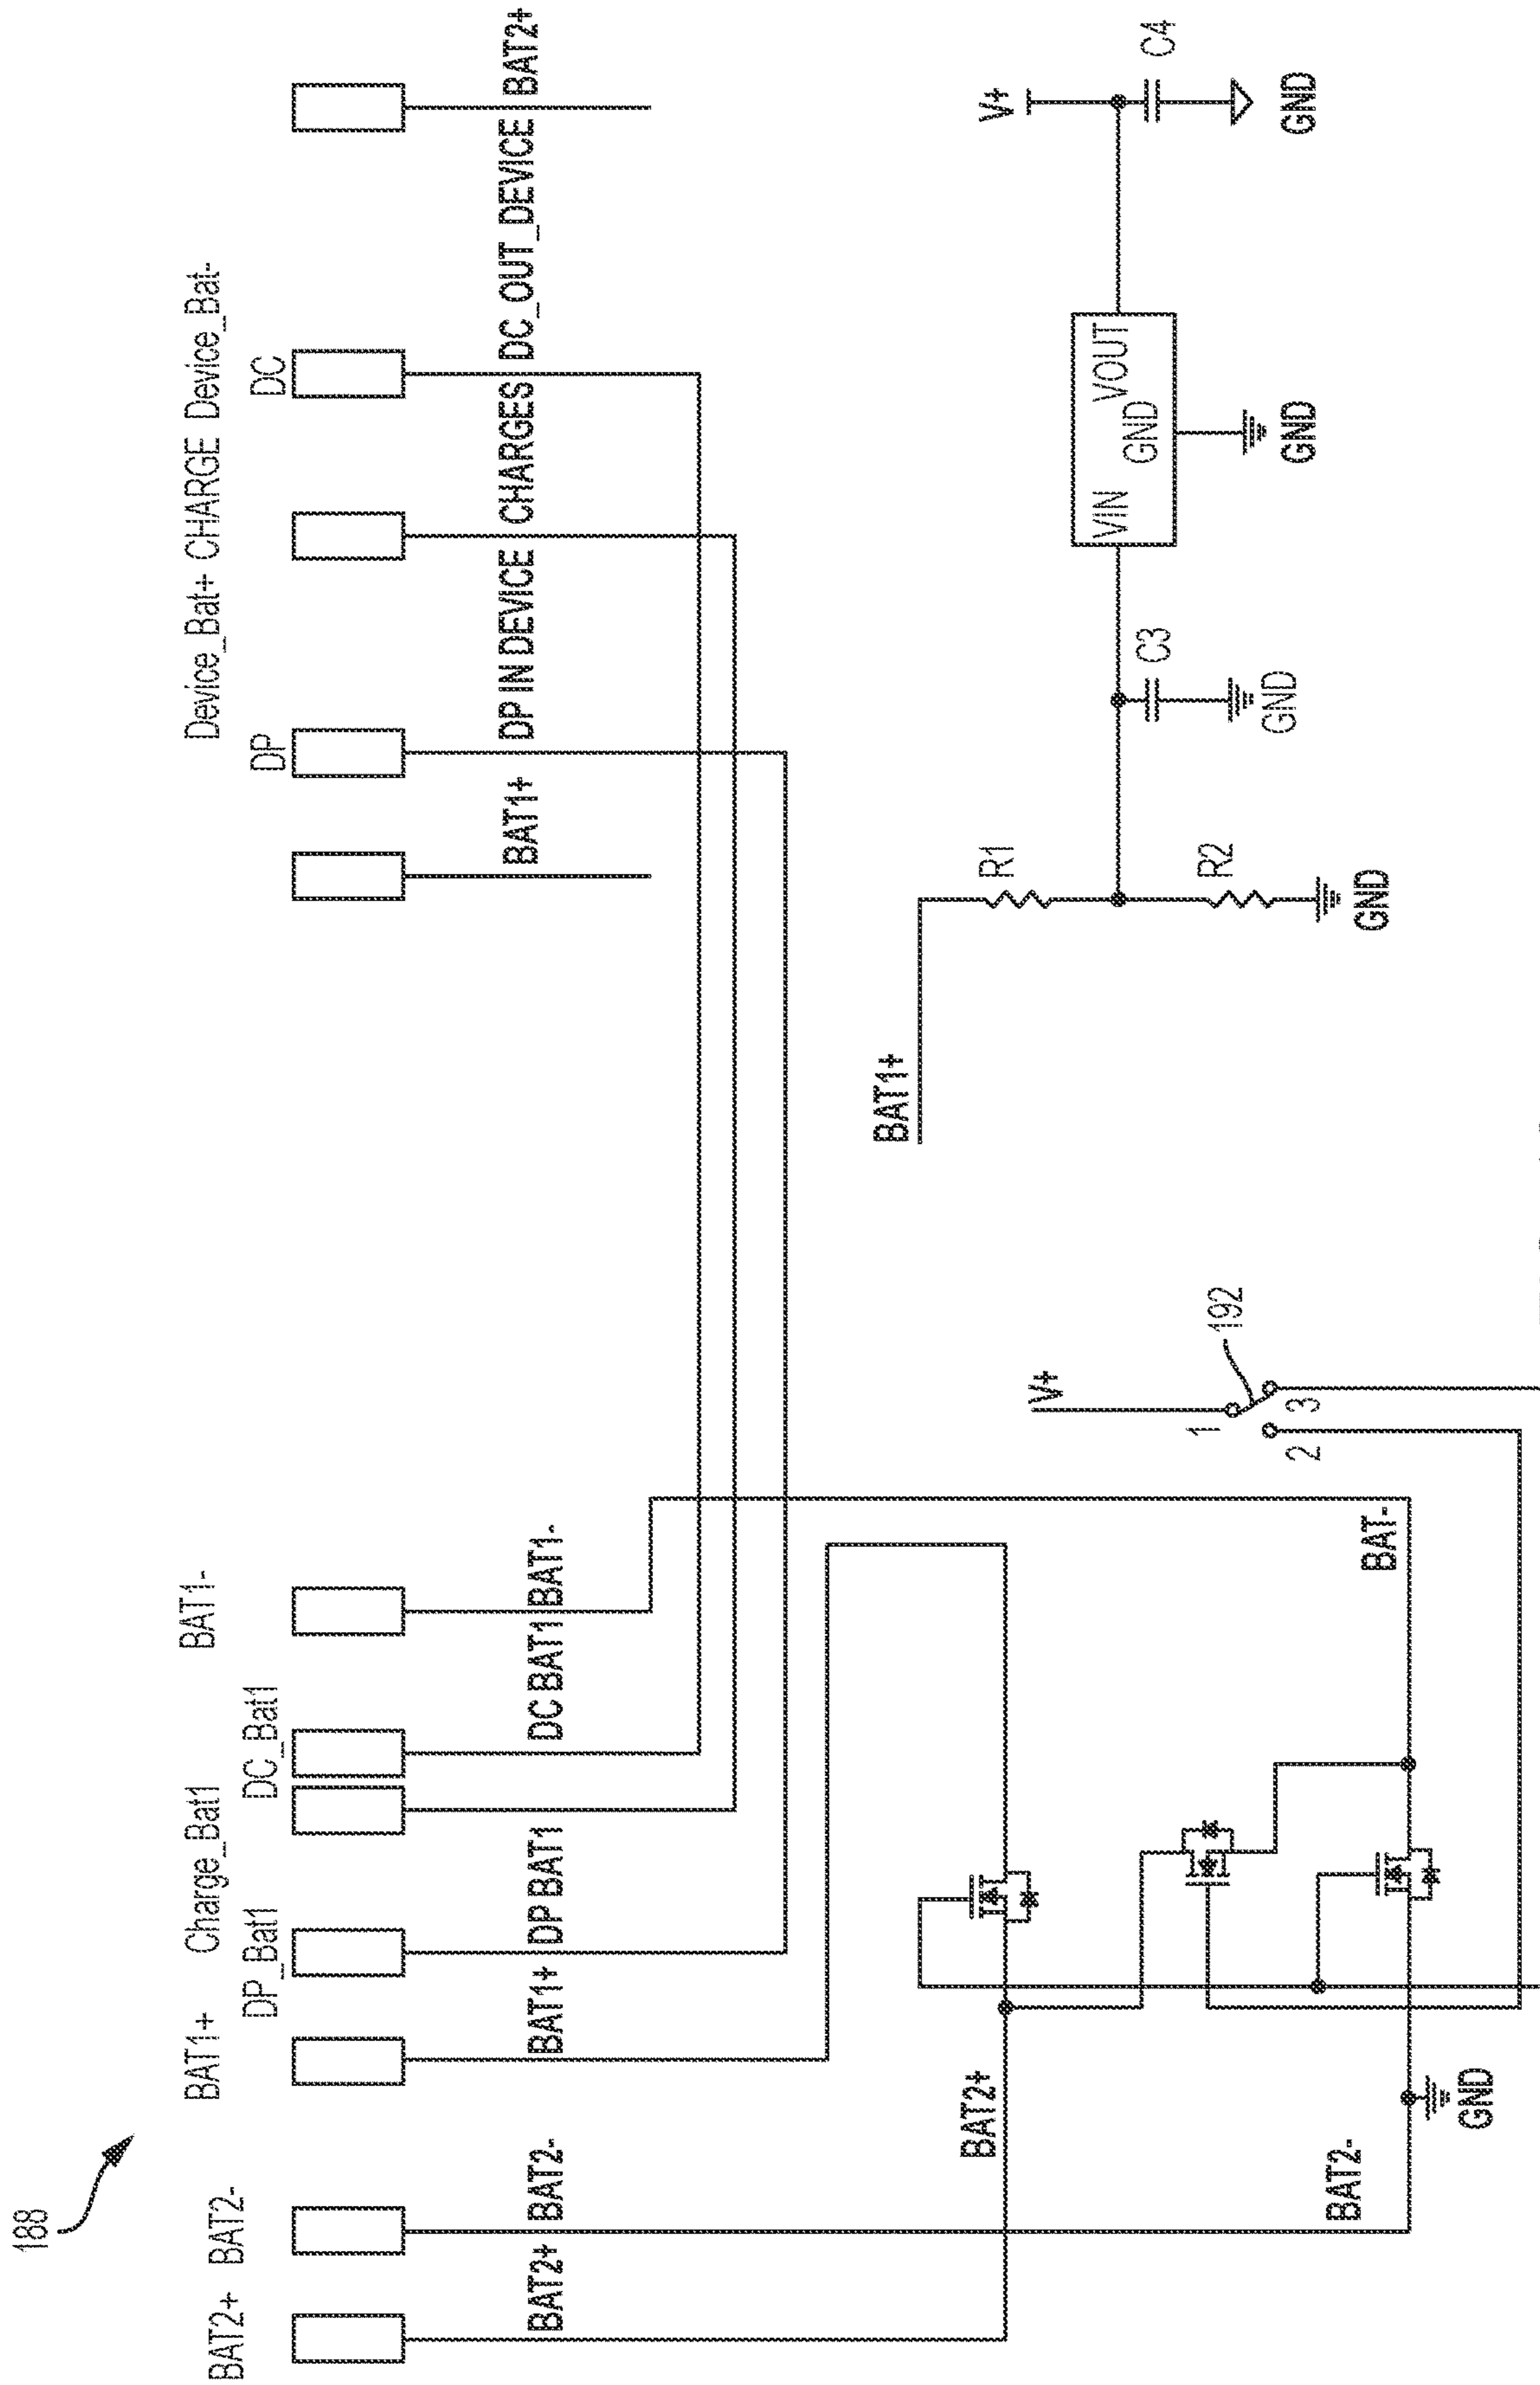 188
BAT2+ BAT2-
BAT1+ Charge_Bat1 BAT1-
DP_Bat1 DC_Bat1
BAT2+ BAT2- BAT1+ DP BAT1 DC BAT1 BAT1-
Device_Bat+ CHARGE Device_Bat-
DP DC
BAT1+ DP IN DEVICE CHARGES DC_OUT_DEVICE BAT2+
BAT2+
BAT2-
GND
BAT-
V+
192
1
2 3
BAT1+
R1
R2
GND
C3
GND
VIN VOUT
GND
GND
V+
C4
GND